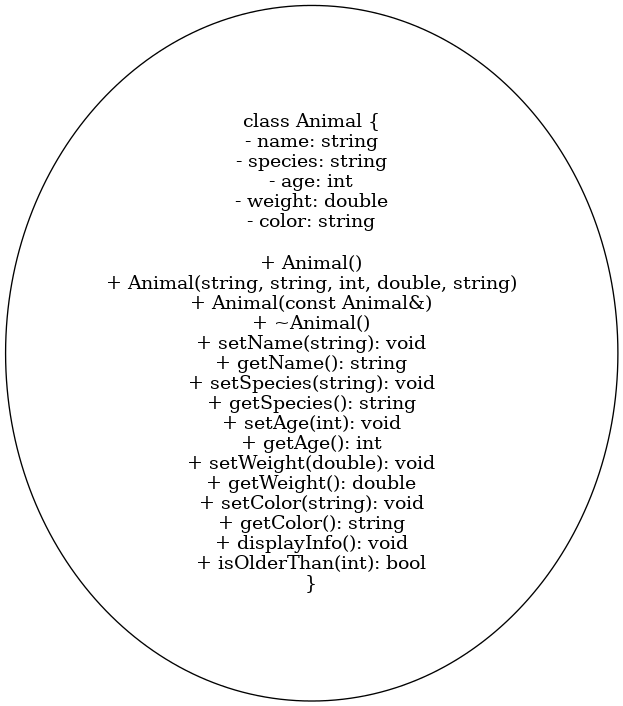 class Animal {
- name: string
- species: string
- age: int
- weight: double
- color: string

+ Animal()
+ Animal(string, string, int, double, string)
+ Animal(const Animal&)
+ ~Animal()
+ setName(string): void
+ getName(): string
+ setSpecies(string): void
+ getSpecies(): string
+ setAge(int): void
+ getAge(): int
+ setWeight(double): void
+ getWeight(): double
+ setColor(string): void
+ getColor(): string
+ displayInfo(): void
+ isOlderThan(int): bool
}